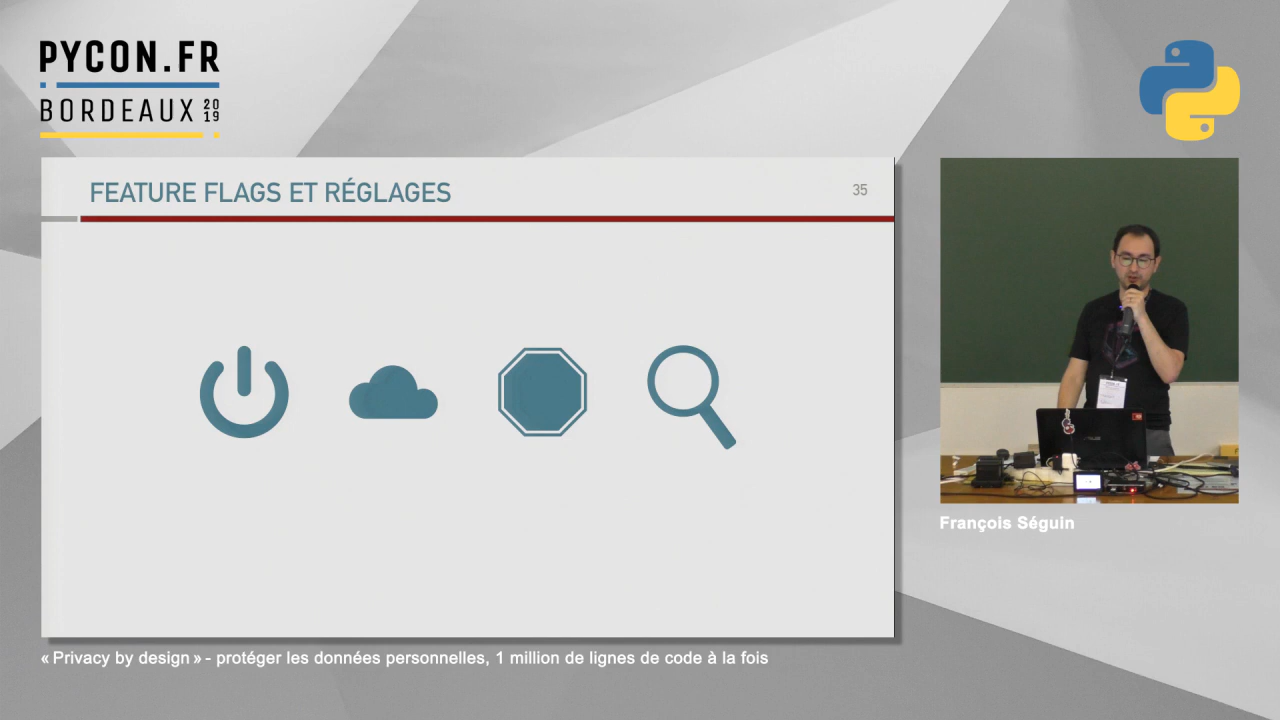 PYCON.FR
BORDEAUX 2019
FEATURE FLAGS ET RÉGLAGES
35
François Séguin
« Privacy by design » - protéger les données personnelles, 1 million de lignes de code à la fois